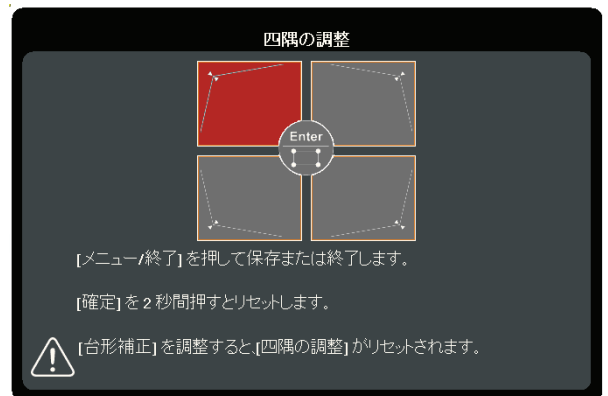 四隅の調整
Enter
[メニュー/終了] を押して保存または終了します。
[確定] を 2 秒間押すとリセットします。
[台形補正] を調整すると、[四隅の調整] がリセットされます。